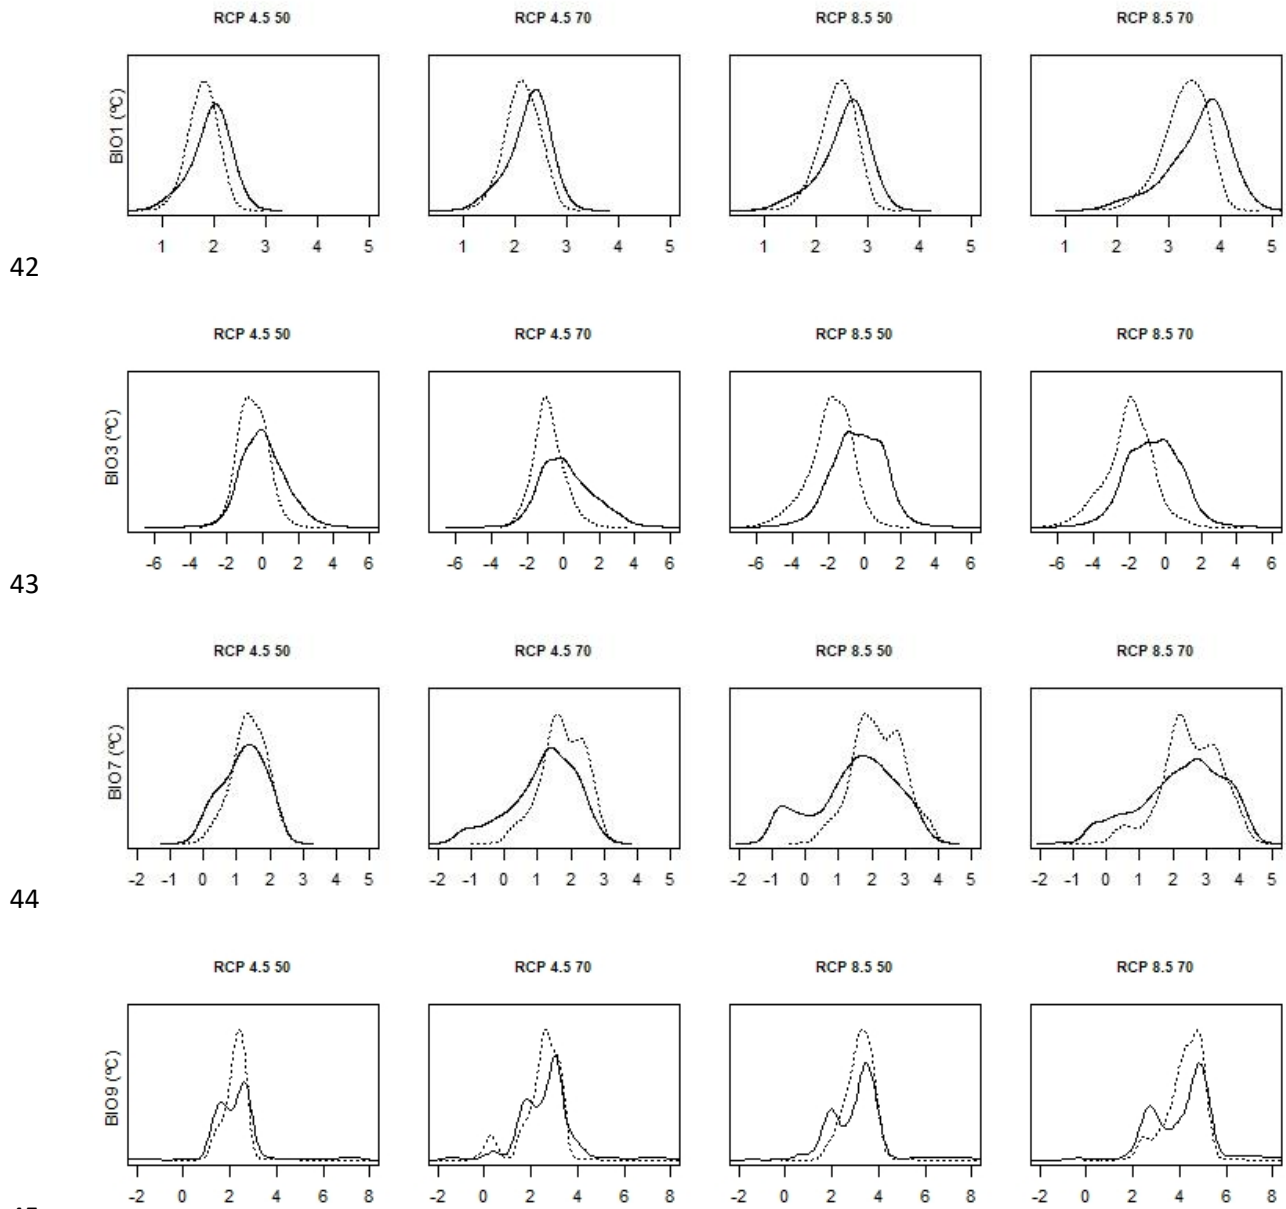 RCP 4.5 50 RCP 4.5 70 RCP 8.5 50 RCP 8.5 70
BIO1 (ºC)
1 2 3 4 5 1 2 3 4 5 1 2 3 4 5 1 2 3 4 5
42
RCP 4.5 50 RCP 4.5 70 RCP 8.5 50 RCP 8.5 70
BIO3 (ºC)
-6 -4 -2 0 2 4 6 -6 -4 -2 0 2 4 6 -6 -4 -2 0 2 4 6 -6 -4 -2 0 2 4 6
43
RCP 4.5 50 RCP 4.5 70 RCP 8.5 50 RCP 8.5 70
BIO7 (ºC)
-2 -1 0 1 2 3 4 5 -2 -1 0 1 2 3 4 5 -2 -1 0 1 2 3 4 5 -2 -1 0 1 2 3 4 5
44
RCP 4.5 50 RCP 4.5 70 RCP 8.5 50 RCP 8.5 70
BIO9 (ºC)
-2 0 2 4 6 8 -2 0 2 4 6 8 -2 0 2 4 6 8 -2 0 2 4 6 8